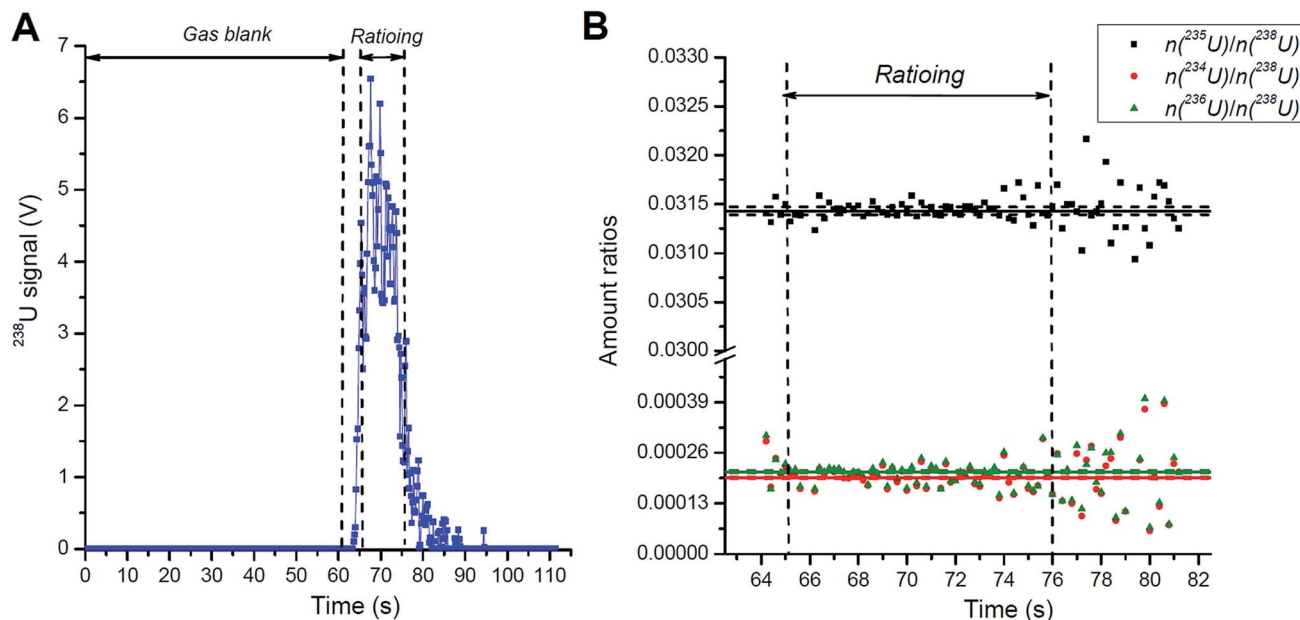 A
Gas blank
Ratioing
7
6
5
4
3
2
1
0
²³⁸U signal (V)
0 10 20 30 40 50 60 70 80 90 100 110
Time (s)
B
n(²³⁵U)/n(²³⁸U)
n(²³⁴U)/n(²³⁸U)
n(²³⁶U)/n(²³⁸U)
Ratioing
0.0330
0.0325
0.0320
0.0315
0.0310
0.0305
0.0300
0.00039
0.00026
0.00013
0.00000
Amount ratios
64 66 68 70 72 74 76 78 80 82
Time (s)